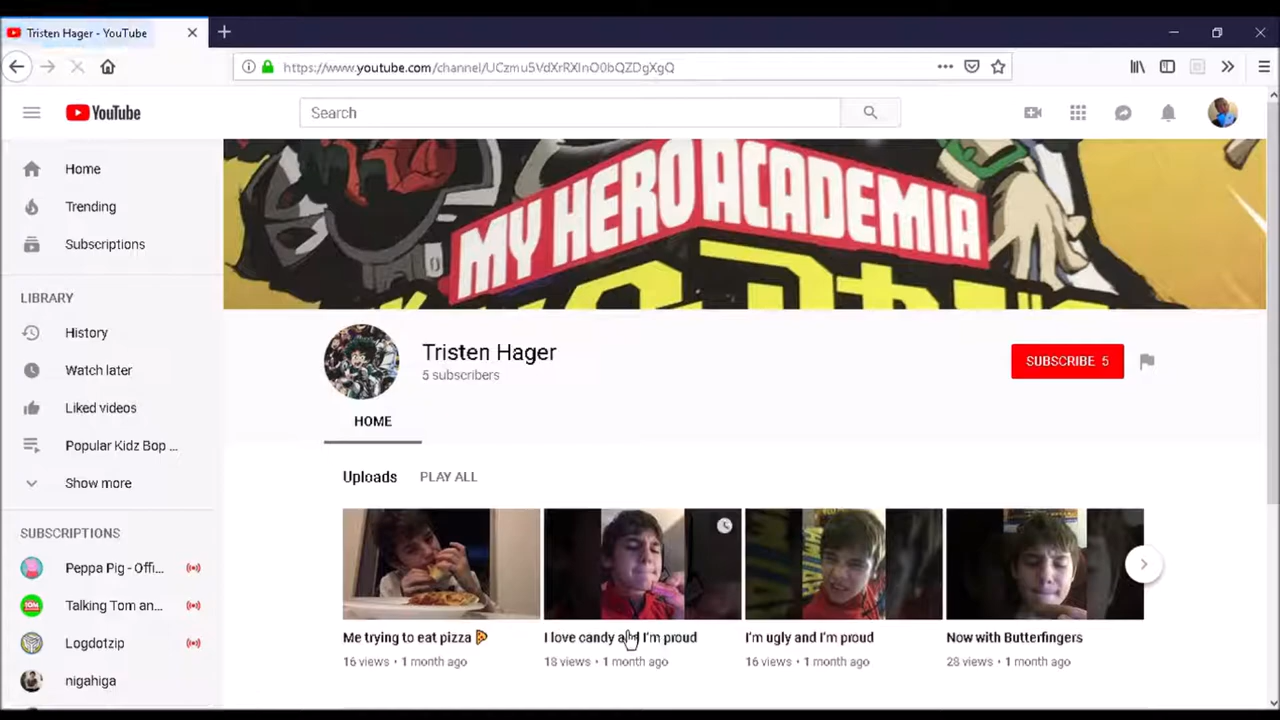 Tristen Hager - YouTube
https://www.youtube.com/channel/UCzmu5VdXrRXInO0bQZDgXgQ
YouTube
Search
Home
Trending
Subscriptions
LIBRARY
History
Watch later
Liked videos
Popular Kidz Bop ...
Show more
SUBSCRIPTIONS
Peppa Pig - Offi...
Talking Tom an...
Logdotzip
nigahiga
MY HERO ACADEMIA
Tristen Hager
5 subscribers
SUBSCRIBE 5
HOME
Uploads PLAY ALL
Me trying to eat pizza 🍕
16 views • 1 month ago
I love candy and I'm proud
18 views • 1 month ago
I'm ugly and I'm proud
16 views • 1 month ago
Now with Butterfingers
28 views • 1 month ago